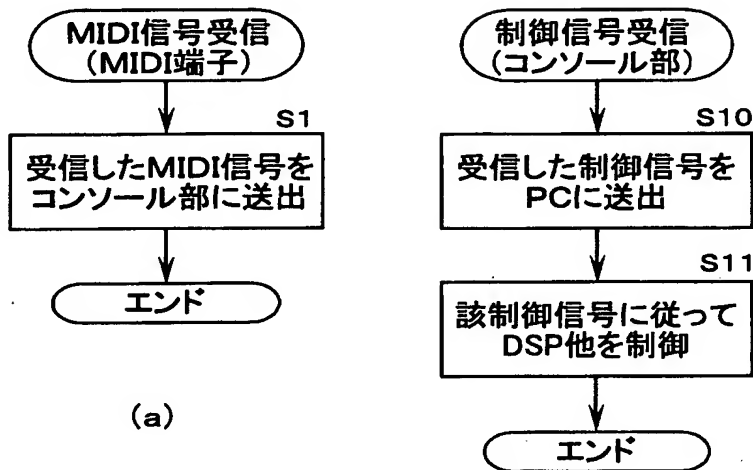 MIDI信号受信
(MIDI端子)
S1
受信したMIDI信号を
コンソール部に送出
エンド
(a)
制御信号受信
(コンソール部)
S10
受信した制御信号を
PCに送出
S11
該制御信号に従って
DSP他を制御
エンド